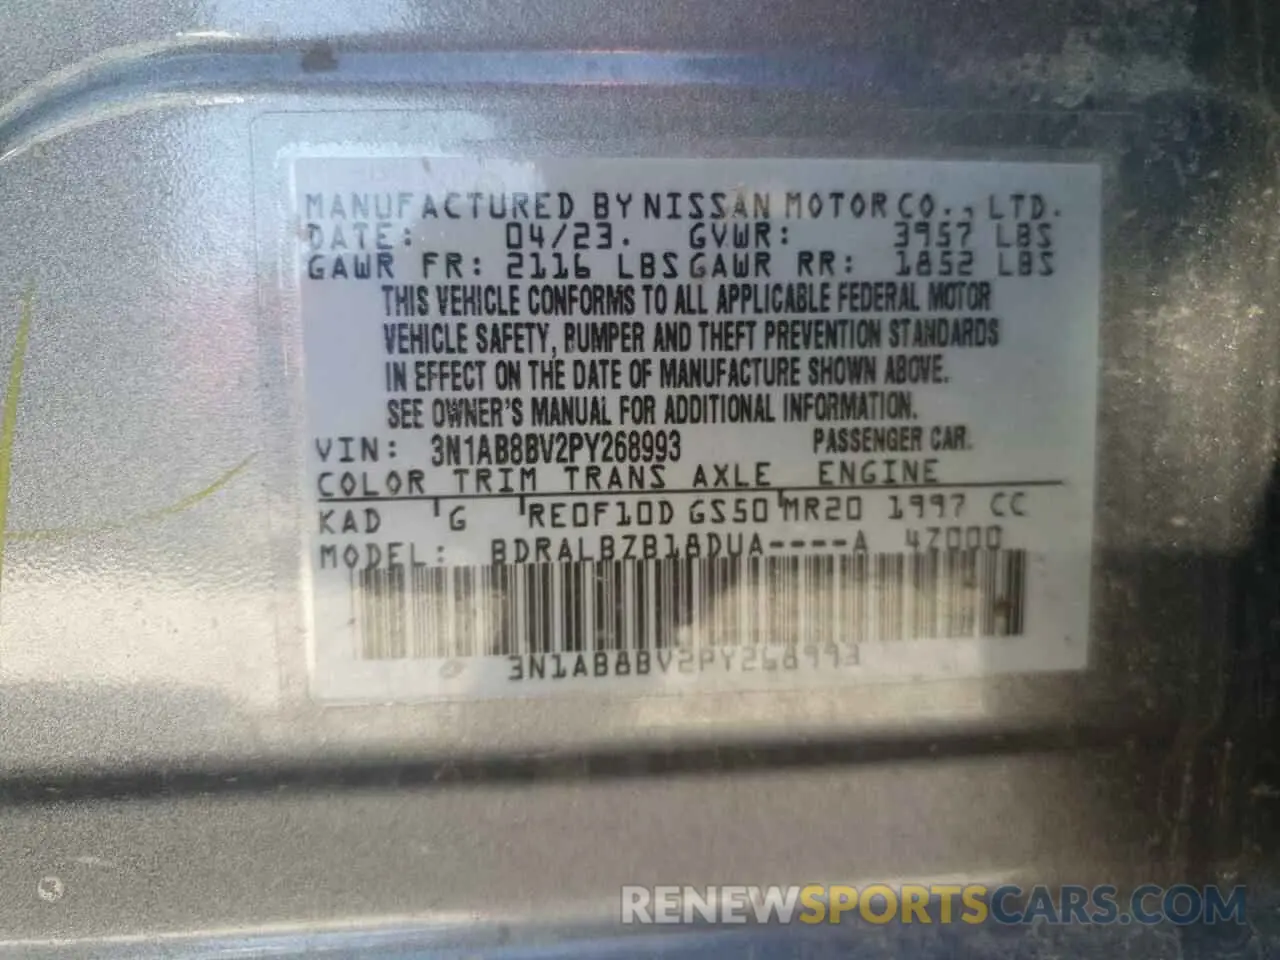 MANUFACTURED BY NISSAN MOTOR CO., LTD.
DATE: 04/23. GVWR: 3957 LBS
GAWR FR: 2116 LBS GAWR RR: 1852 LBS
THIS VEHICLE CONFORMS TO ALL APPLICABLE FEDERAL MOTOR
VEHICLE SAFETY, BUMPER AND THEFT PREVENTION STANDARDS
IN EFFECT ON THE DATE OF MANUFACTURE SHOWN ABOVE.
SEE OWNER'S MANUAL FOR ADDITIONAL INFORMATION.
VIN: 3N1AB8BV2PY268993 PASSENGER CAR.
COLOR TRIM TRANS AXLE ENGINE
KAD G RE0F10D GS50 MR20 1997 CC
MODEL: BDRALBZB18DUA----A 47000
3N1AB8BV2PY268993
RENEWSPORTSCARS.COM